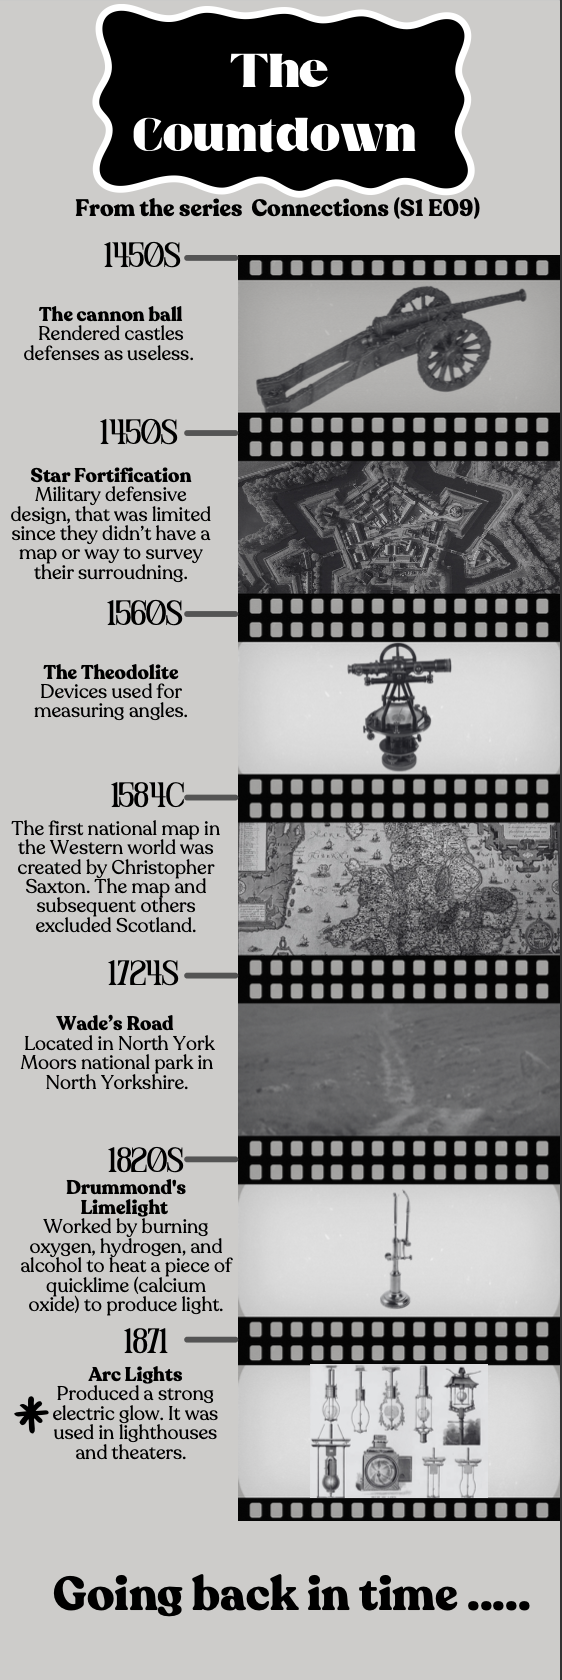 The
Countdown
From the series Connections (S1 E09)
1450S
The cannon ball
Rendered castles
defenses as useless.
1450S
Star Fortification
Military defensive
design, that was limited
since they didn't have a
map or way to survey
their surroudning.
1560S
The Theodolite
Devices used for
measuring angles.
1584C
The first national map in
the Western world was
created by Christopher
Saxton. The map and
subsequent others
excluded Scotland.
1724S
Wade's Road
Located in North York
Moors national park in
North Yorkshire.
1820S
Drummond's
Limelight
Worked by burning
oxygen, hydrogen, and
alcohol to heat a piece of
quicklime (calcium
oxide) to produce light.
1871
Arc Lights
Produced a strong
electric glow. It was
used in lighthouses
and theaters.
Going back in time .....